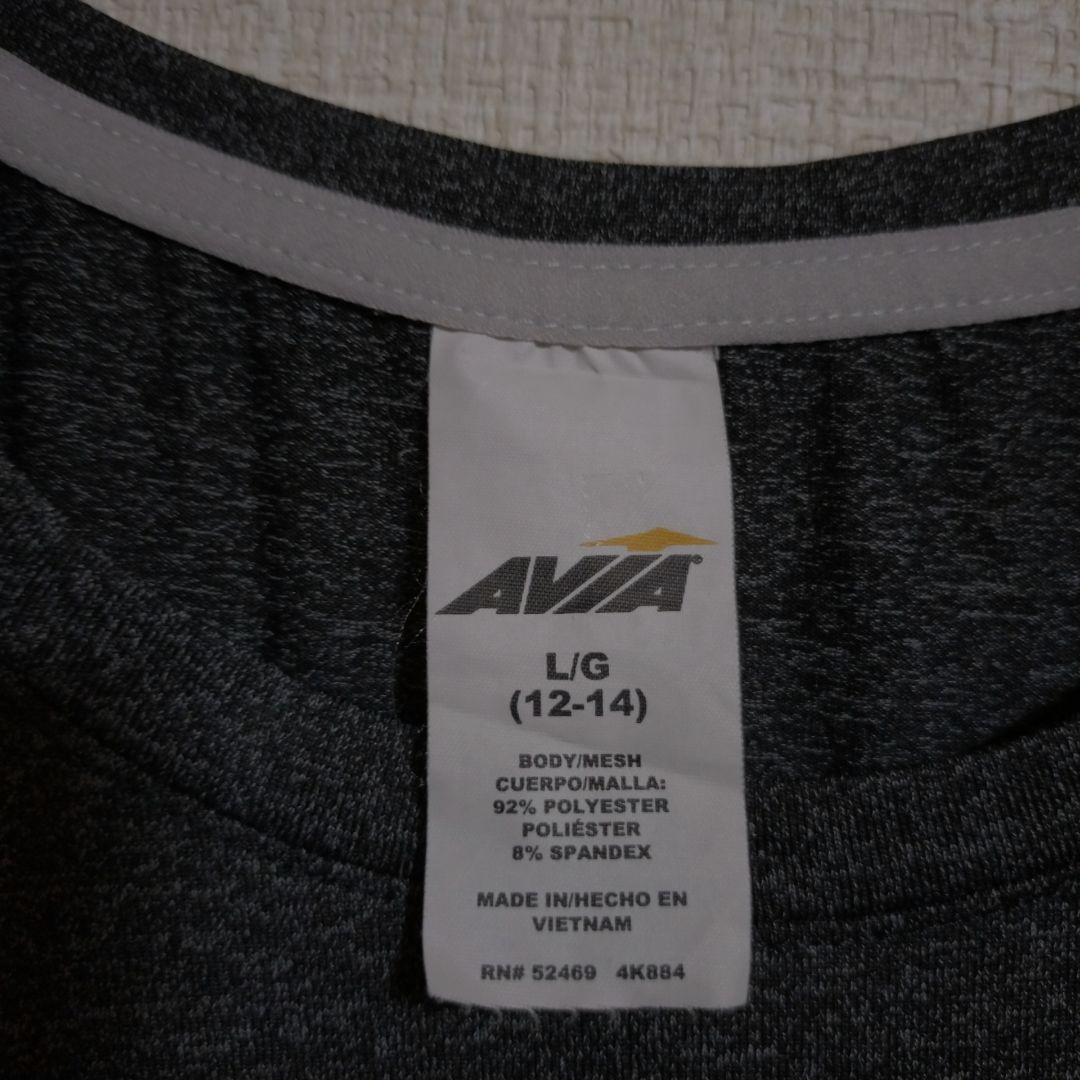 AVIA®
L/G
(12-14)
BODY/MESH
CUERPO/MALLA:
92% POLYESTER
POLIÉSTER
8% SPANDEX
MADE IN/HECHO EN
VIETNAM
RN# 52469 4K884